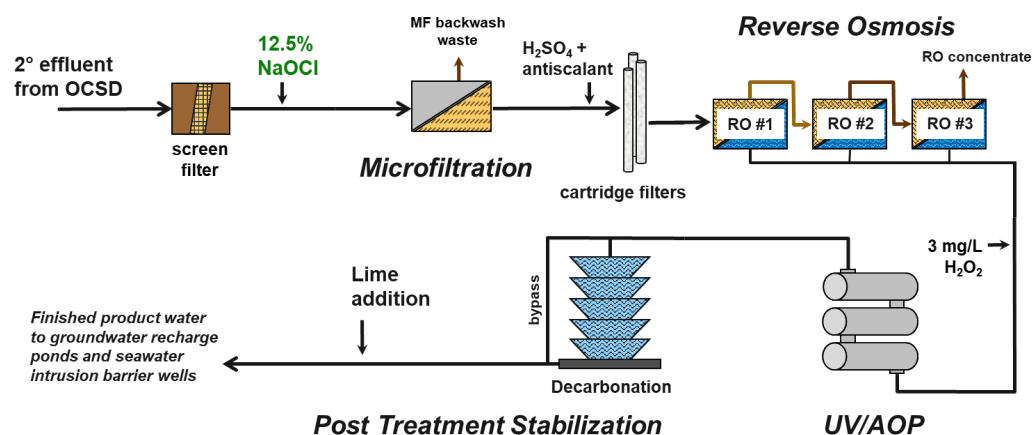 2° effluent
from OCSD
screen
filter
12.5%
NaOCl
MF backwash
waste
Microfiltration
H₂SO₄ +
antiscalant
cartridge filters
Reverse Osmosis
RO concentrate
RO #1
RO #2
RO #3
3 mg/L
H₂O₂
UV/AOP
bypass
Decarbonation
Post Treatment Stabilization
Lime
addition
Finished product water
to groundwater recharge
ponds and seawater
intrusion barrier wells